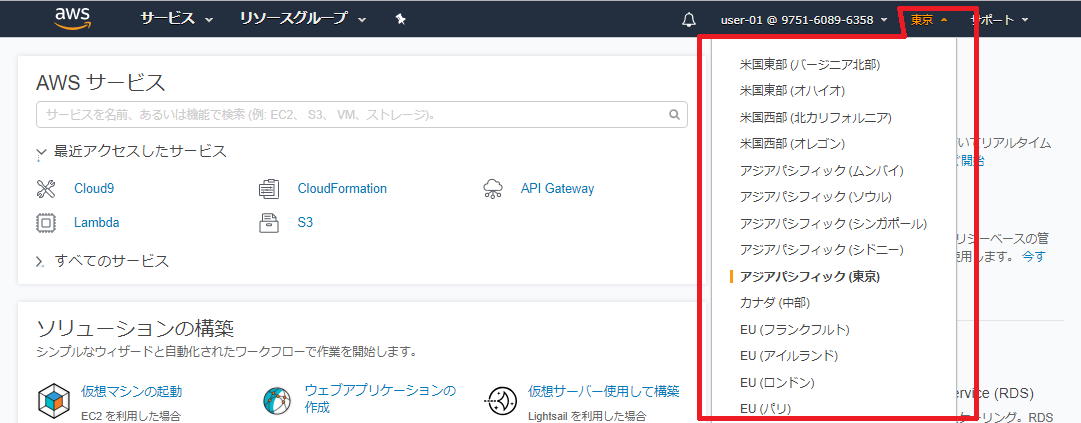 aws サービス リソースグループ user-01 @ 9751-6089-6358 東京 サポート
AWS サービス
サービスを名前、あるいは機能で検索 (例: EC2、 S3、 VM、ストレージ)。
最近アクセスしたサービス
Cloud9 CloudFormation API Gateway
Lambda S3
すべてのサービス
ソリューションの構築
シンプルなウィザードと自動化されたワークフローで作業を開始します。
仮想マシンの起動
EC2 を利用した場合
ウェブアプリケーションの
作成
仮想サーバー使用して構築
Lightsail を利用した場合
米国東部 (バージニア北部)
米国東部 (オハイオ)
米国西部 (北カリフォルニア)
米国西部 (オレゴン)
アジアパシフィック (ムンバイ)
アジアパシフィック (ソウル)
アジアパシフィック (シンガポール)
アジアパシフィック (シドニー)
アジアパシフィック (東京)
カナダ (中部)
EU (フランクフルト)
EU (アイルランド)
EU (ロンドン)
EU (パリ)
いてリアルタイム
開始
リシーベースの管
使用します。 今す
ervice (RDS)
ケーリング。RDS